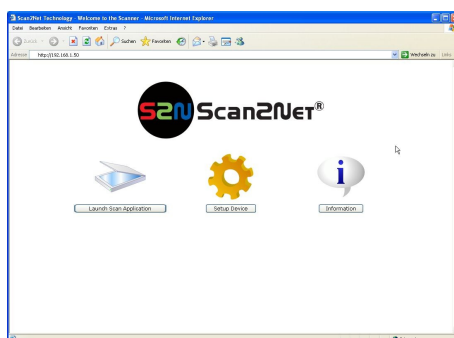 Scan2Net Technology - Welcome to the Scanner - Microsoft Internet Explorer
Datei Bearbeiten Ansicht Favoriten Extras ?
Zurück Suchen Favoriten
Adresse http://192.168.1.50 Wechseln zu Links
S2N Scan2Net®
Launch Scan Application Setup Device Information